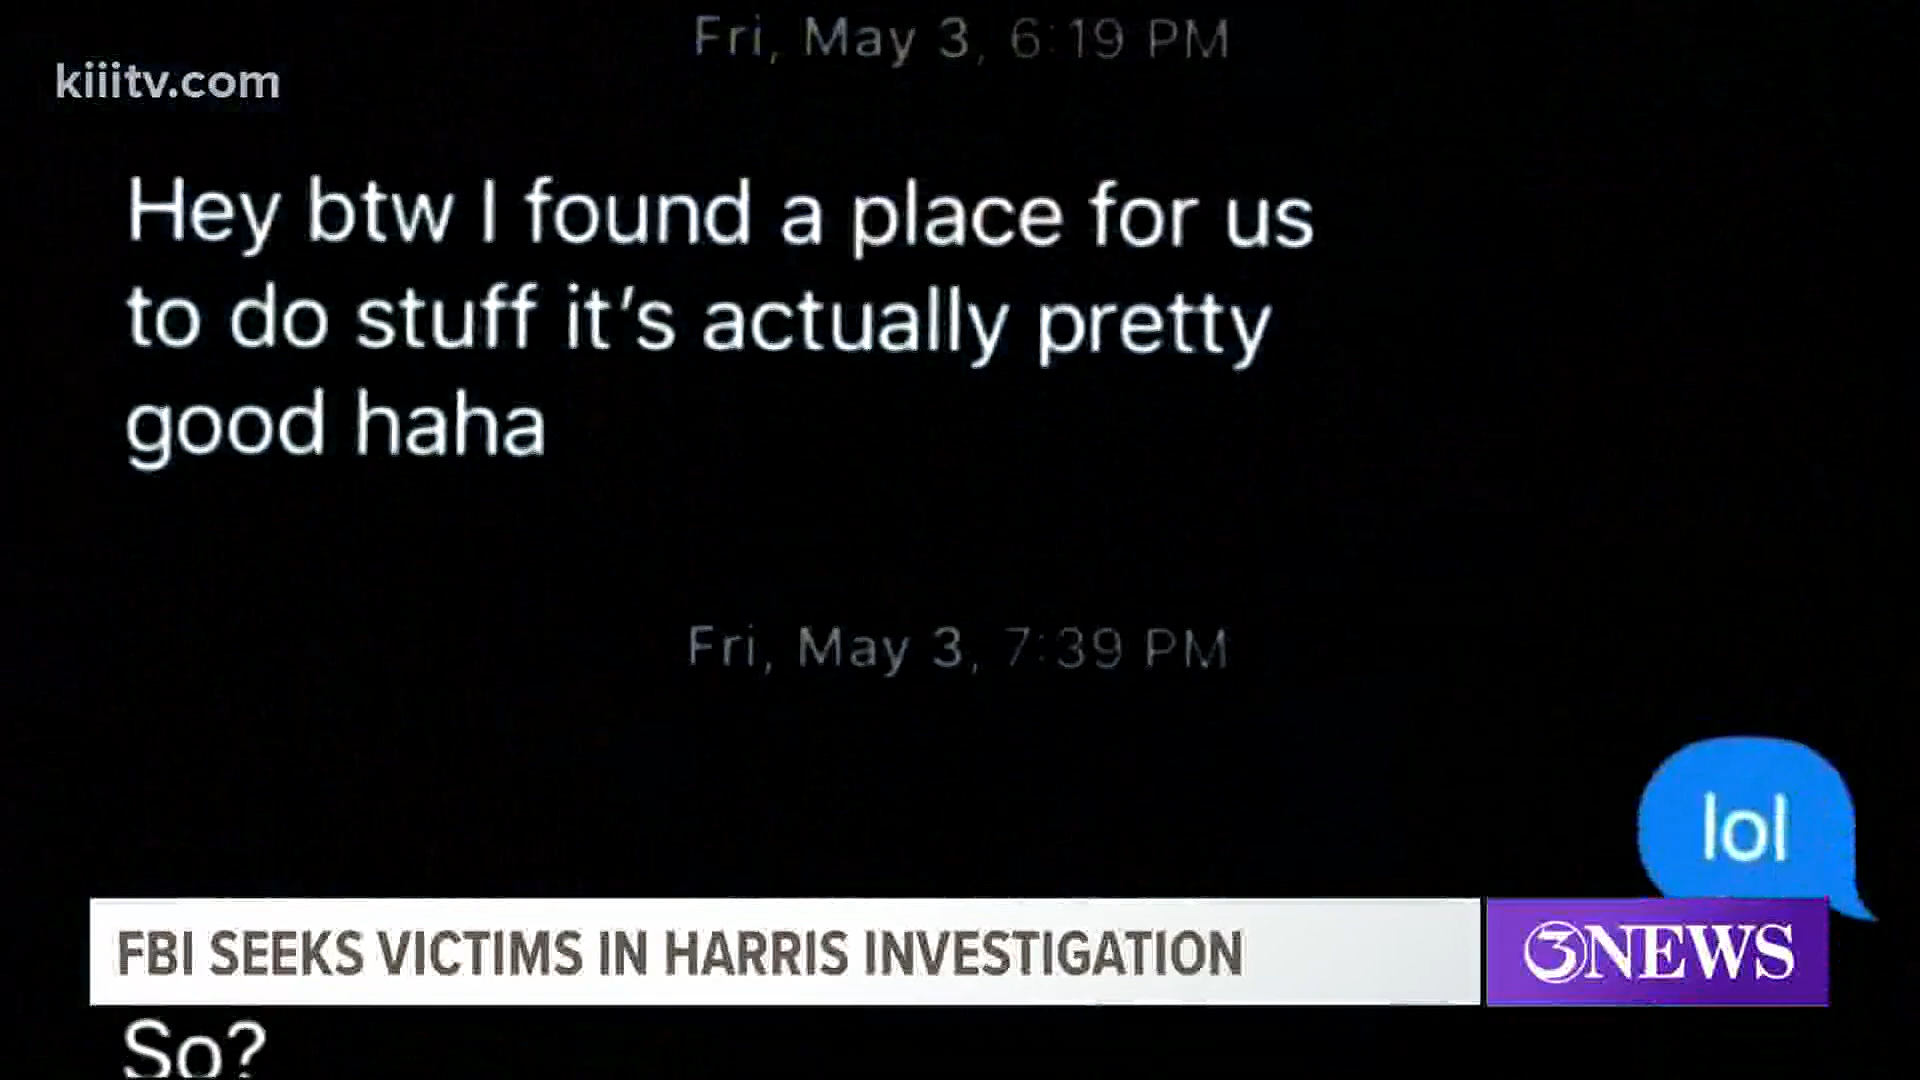 Fri, May 3, 6:19 PM
kiiitv.com
Hey btw I found a place for us
to do stuff it's actually pretty
good haha
Fri, May 3, 7:39 PM
lol
FBI SEEKS VICTIMS IN HARRIS INVESTIGATION
3NEWS
So?